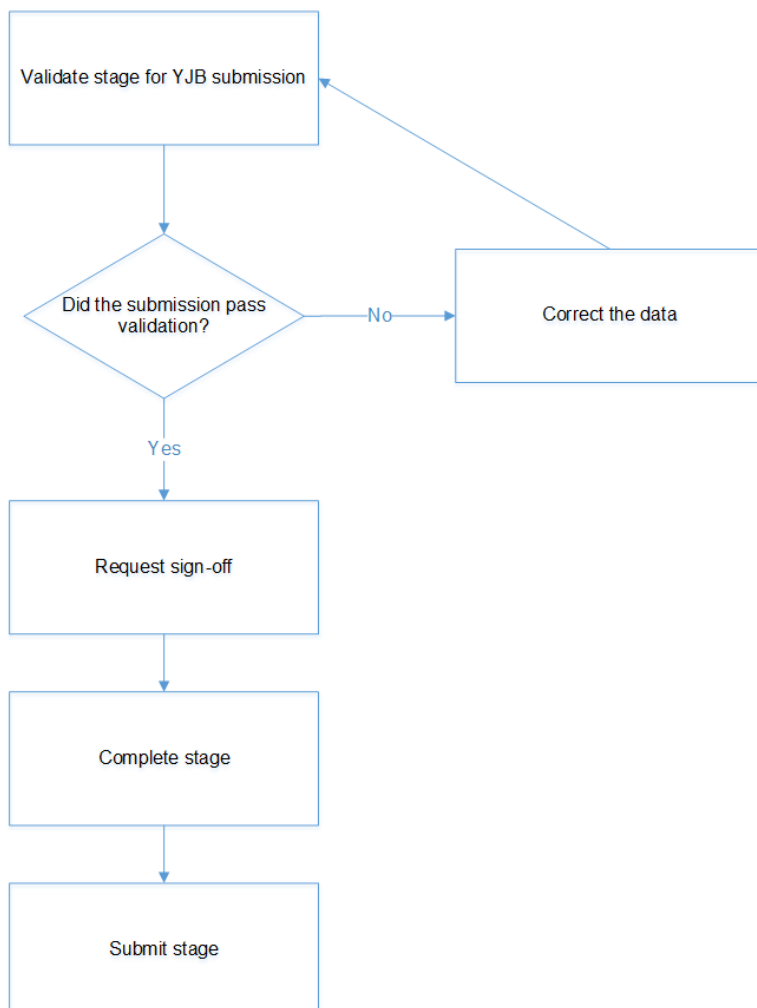 Validate stage for YJB submission
Did the submission pass
validation?
No
Correct the data
Yes
Request sign-off
Complete stage
Submit stage